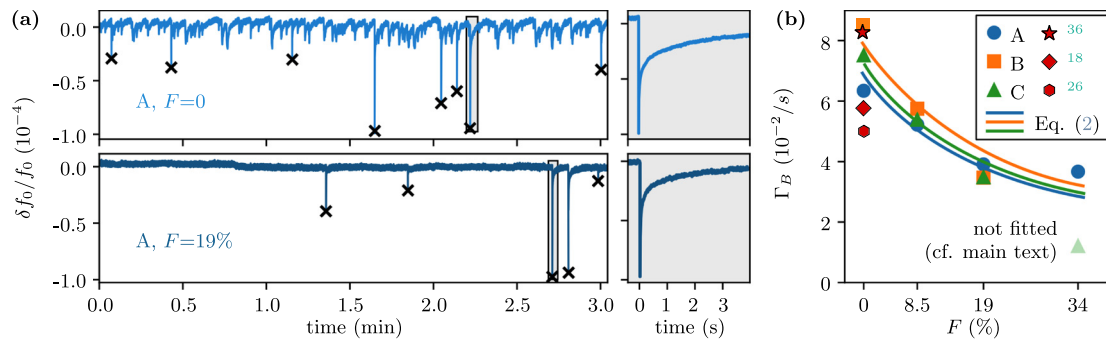 (a)
δf₀/f₀ (10⁻⁴)
0.0
-0.5
-1.0
A, F=0
0.0
-0.5
-1.0
A, F=19%
0.0 0.5 1.0 1.5 2.0 2.5 3.0
time (min)
0 1 2 3
time (s)
(b)
Γ_B (10⁻²/s)
8
6
4
2
0
A 36
B 18
C 26
Eq. (2)
not fitted
(cf. main text)
0 8.5 19 34
F (%)